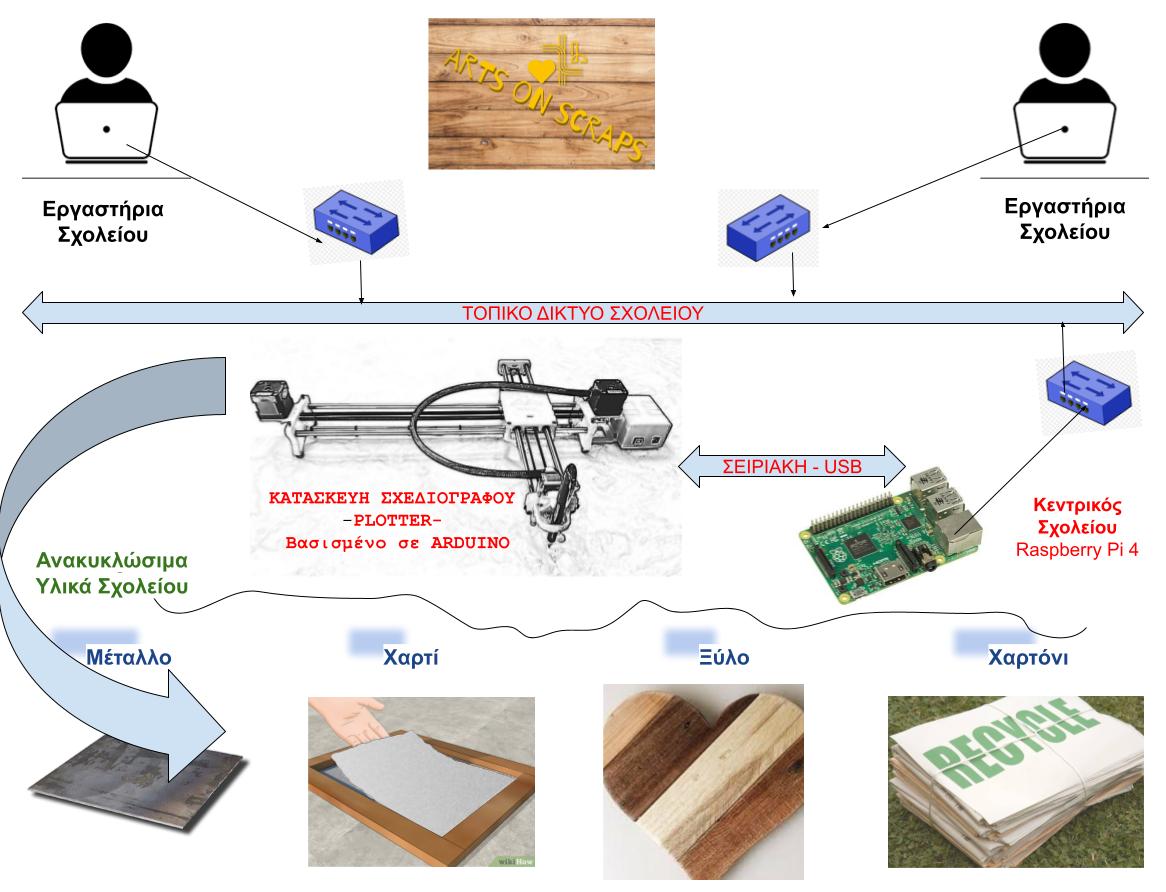 ARTS ON SCRAPS
Εργαστήρια
Σχολείου
Εργαστήρια
Σχολείου
ΤΟΠΙΚΟ ΔΙΚΤΥΟ ΣΧΟΛΕΙΟΥ
ΣΕΙΡΙΑΚΗ - USB
ΚΑΤΑΣΚΕΥΗ ΣΧΕΔΙΟΓΡΑΦΟΥ
-PLOTTER-
Βασισμένο σε ARDUINO
Κεντρικός
Σχολείου
Raspberry Pi 4
Ανακυκλώσιμα
Υλικά Σχολείου
Μέταλλο
Χαρτί
Ξύλο
Χαρτόνι
RECYCLE
wikiHow